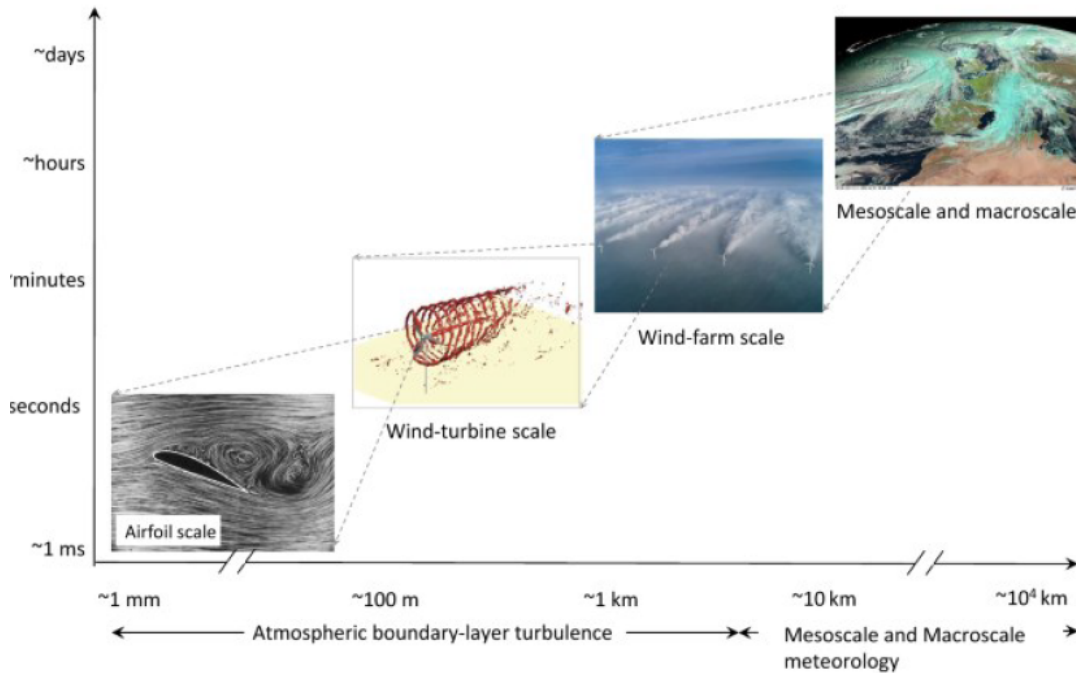 ~days
~hours
minutes
seconds
~1 ms
Mesoscale and macroscale
Wind-farm scale
Wind-turbine scale
Airfoil scale
~1 mm
~100 m
~1 km
~10 km
~10⁴ km
Atmospheric boundary-layer turbulence
Mesoscale and Macroscale
meteorology